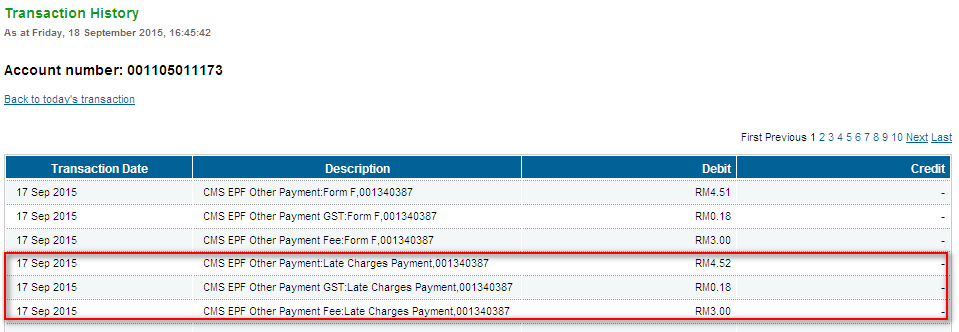 Transaction History
As at Friday, 18 September 2015, 16:45:42
Account number: 001105011173
Back to today's transaction
First Previous 1 2 3 4 5 6 7 8 9 10 Next Last
Transaction Date Description Debit Credit
17 Sep 2015 CMS EPF Other Payment:Form F,001340387 RM4.51 -
17 Sep 2015 CMS EPF Other Payment GST:Form F,001340387 RM0.18 -
17 Sep 2015 CMS EPF Other Payment Fee:Form F,001340387 RM3.00 -
17 Sep 2015 CMS EPF Other Payment:Late Charges Payment,001340387 RM4.52 -
17 Sep 2015 CMS EPF Other Payment GST:Late Charges Payment,001340387 RM0.18 -
17 Sep 2015 CMS EPF Other Payment Fee:Late Charges Payment,001340387 RM3.00 -